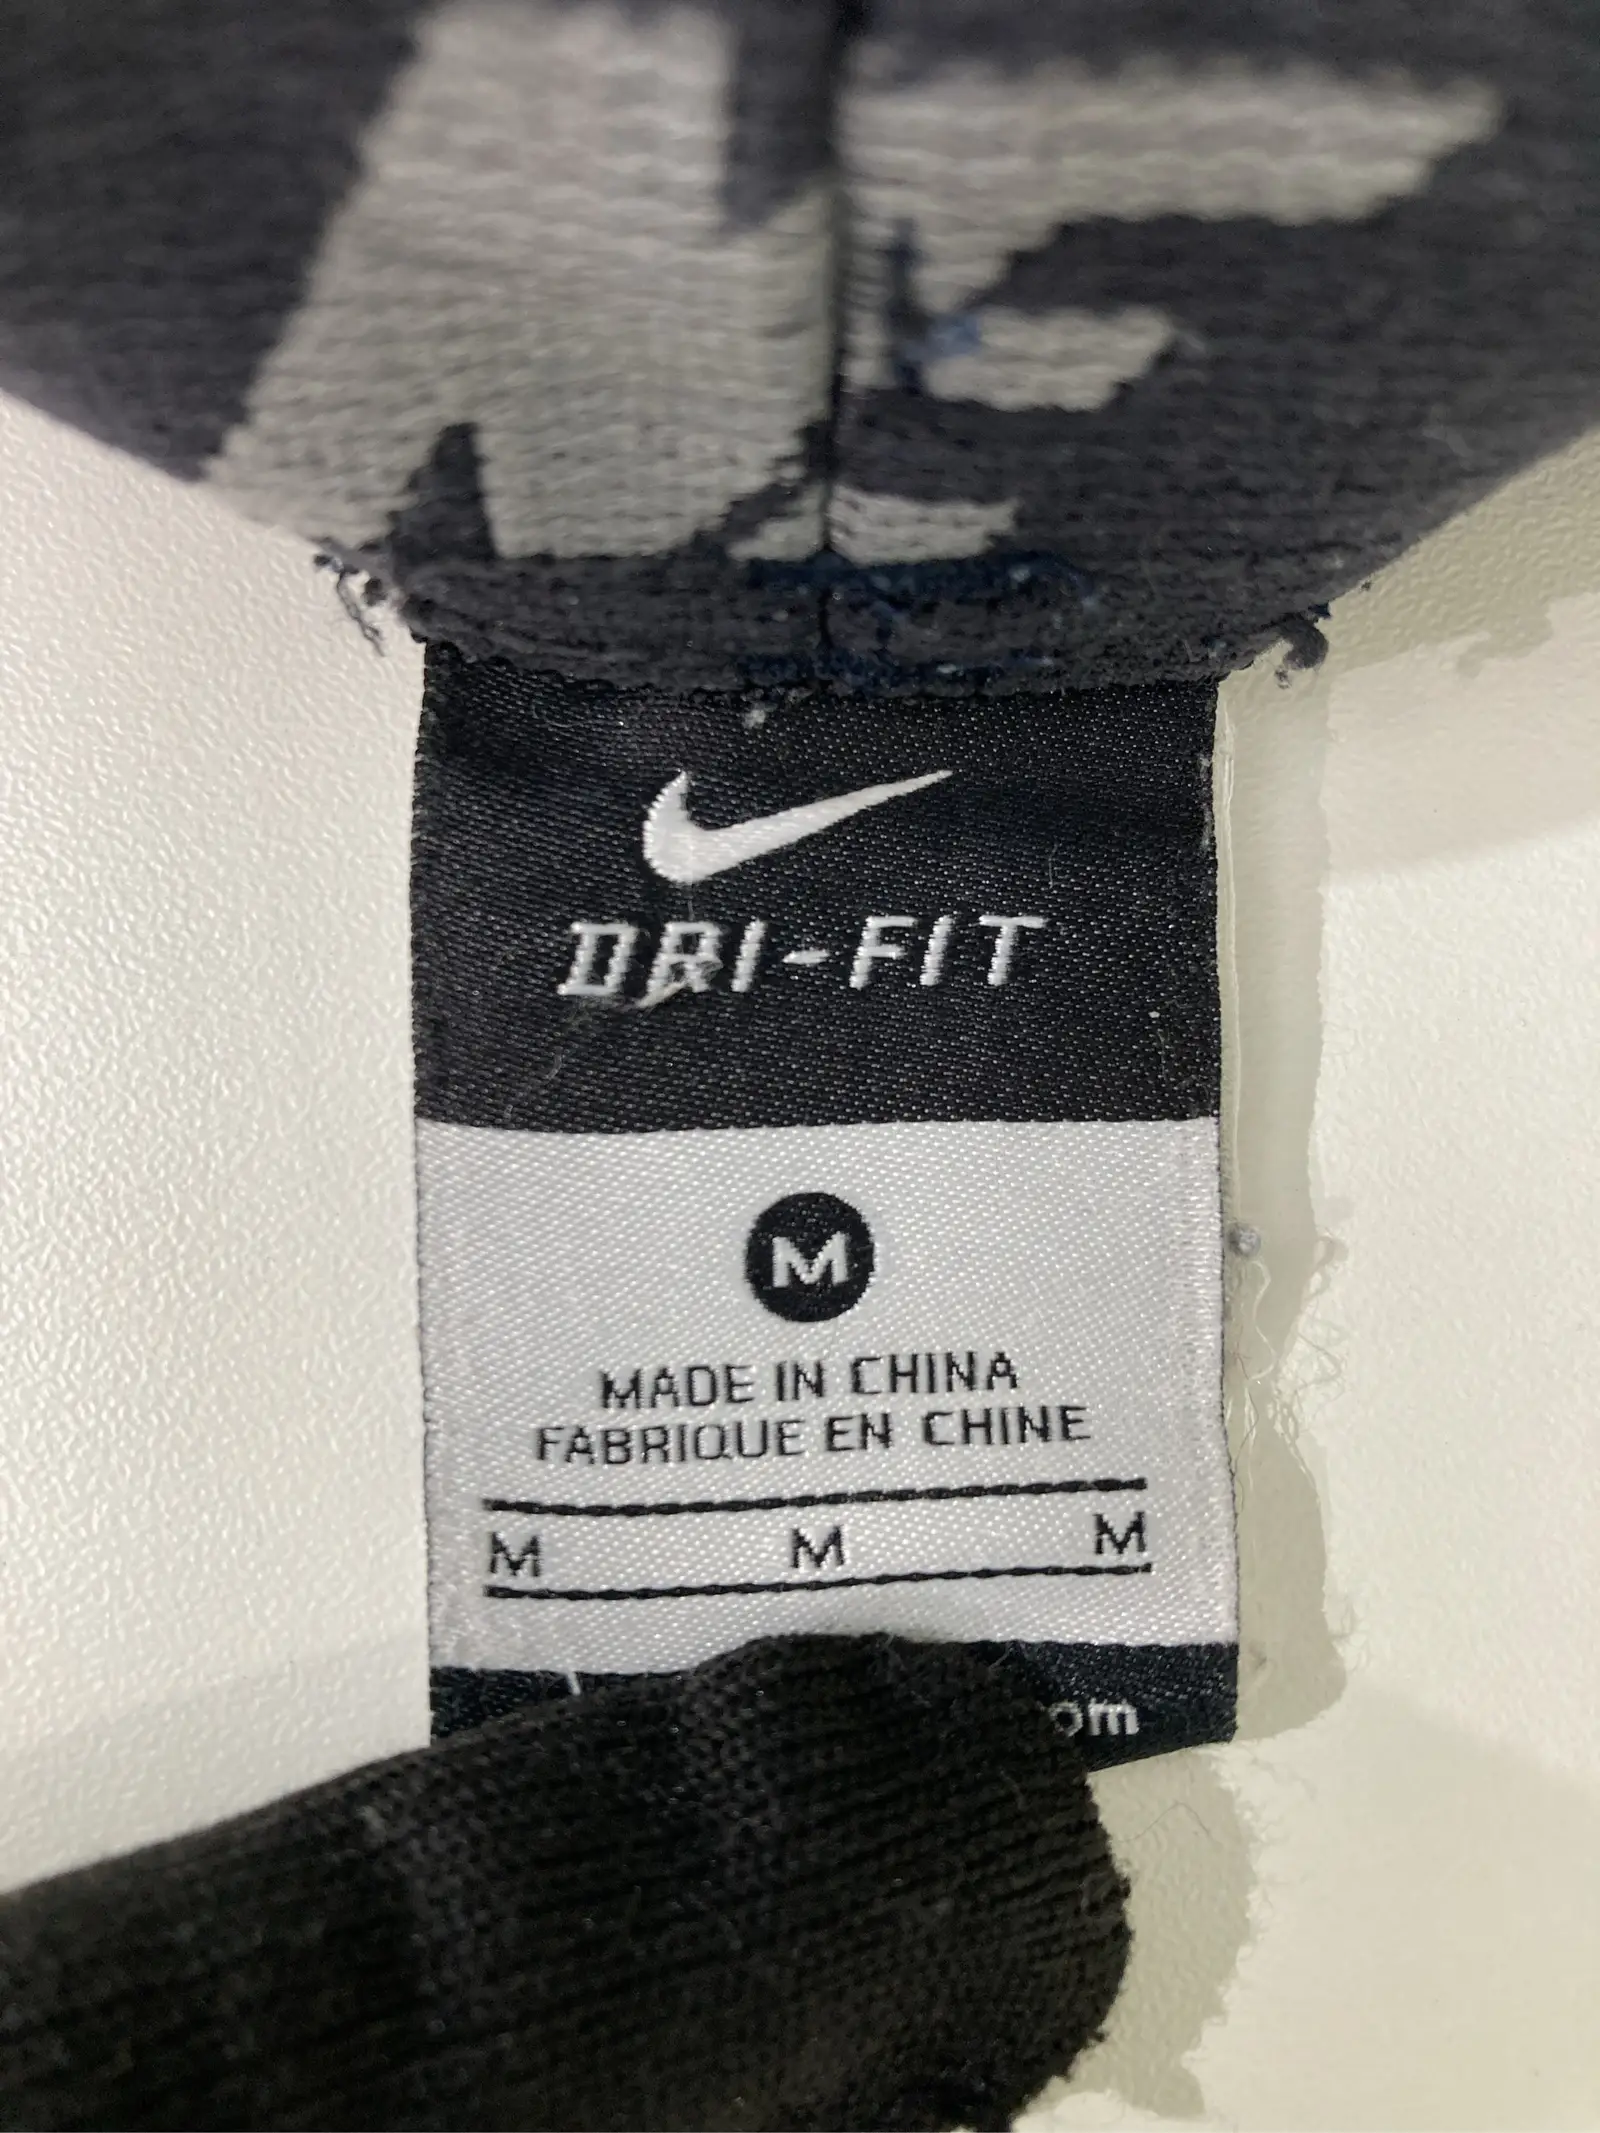 DRI-FIT
M
MADE IN CHINA
FABRIQUE EN CHINE
M M M